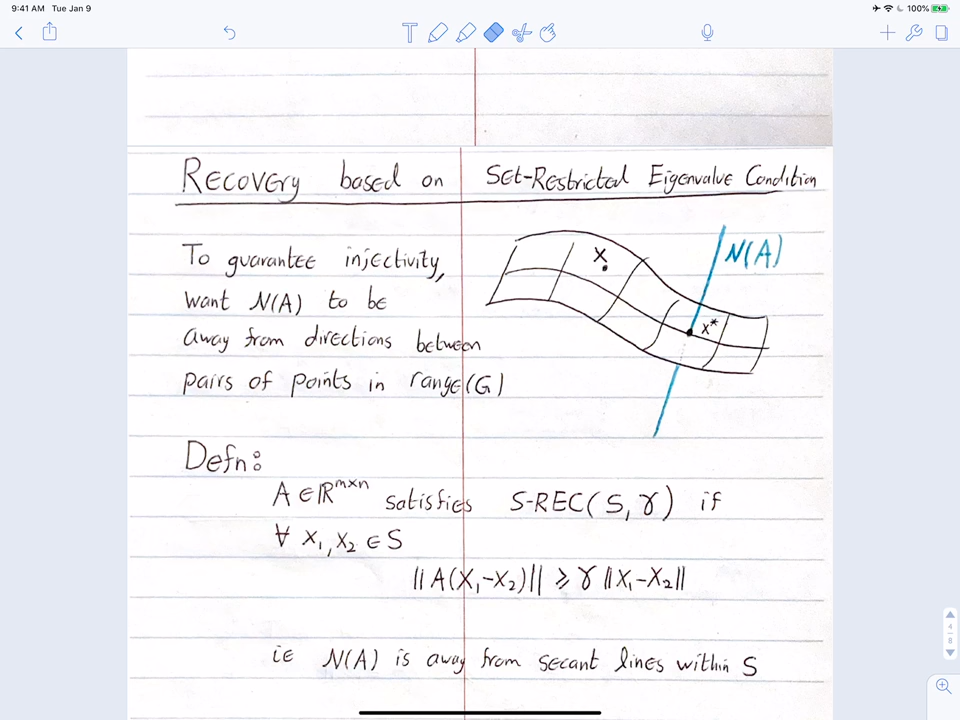 9:41 AM Tue Jan 9
100%
Recovery based on Set-Restricted Eigenvalue Condition
To guarantee injectivity,
want N(A) to be
away from directions between
pairs of points in range(G)
X
N(A)
x*
Defn:
A ∈ ℝ^{m×n} satisfies S-REC(S, γ) if
∀ X₁, X₂ ∈ S
||A(X₁-X₂)|| ⩾ γ ||X₁-X₂||
ie N(A) is away from secant lines within S
4
8